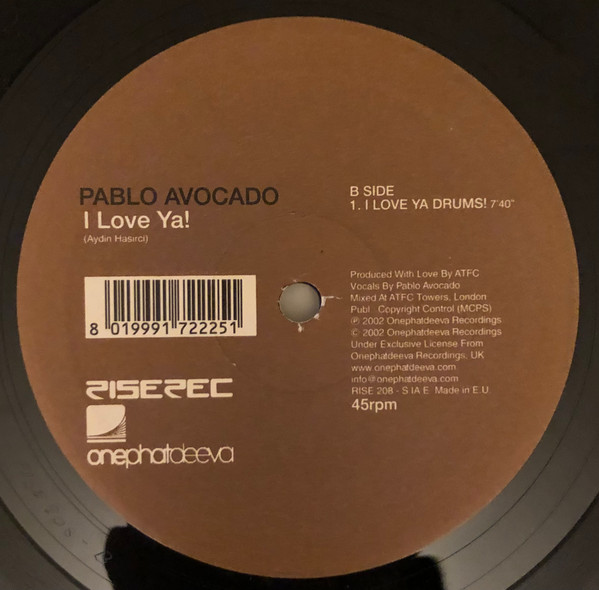 PABLO AVOCADO
I Love Ya!
(Aydin Hasırci)
8 019991 722251
RISEREC
onephatdeeva
B SIDE
1. I LOVE YA DRUMS! 7'40"
Produced With Love By ATFC
Vocals By Pablo Avocado
Mixed At ATFC Towers, London
Publ.: Copyright Control (MCPS)
℗ 2002 Onephatdeeva Recordings
© 2002 Onephatdeeva Recordings
Under Exclusive License From
Onephatdeeva Recordings, UK
www.onephatdeeva.com
info@onephatdeeva.com
RISE 208 - S IA E. Made in E.U.
45rpm